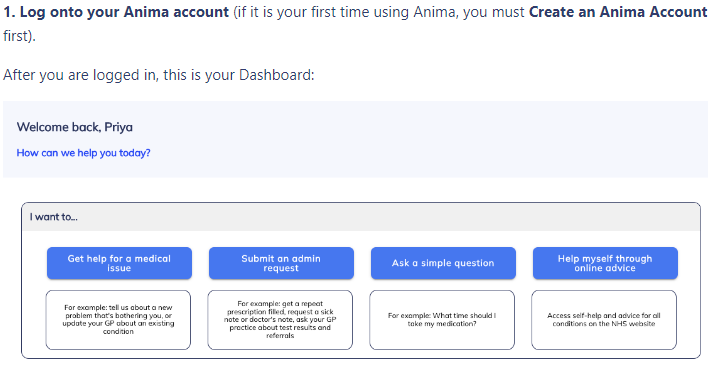 1. Log onto your Anima account (if it is your first time using Anima, you must Create an Anima Account
first).
After you are logged in, this is your Dashboard:
Welcome back, Priya
How can we help you today?
I want to...
Get help for a medical
issue
Submit an admin
request
Ask a simple question
Help myself through
online advice
For example: tell us about a new
problem that's bothering you, or
update your GP about an existing
condition
For example: get a repeat
prescription filled, request a sick
note or doctor's note, ask your GP
practice about test results and
referrals
For example: What time should I
take my medication?
Access self-help and advice for all
conditions on the NHS website